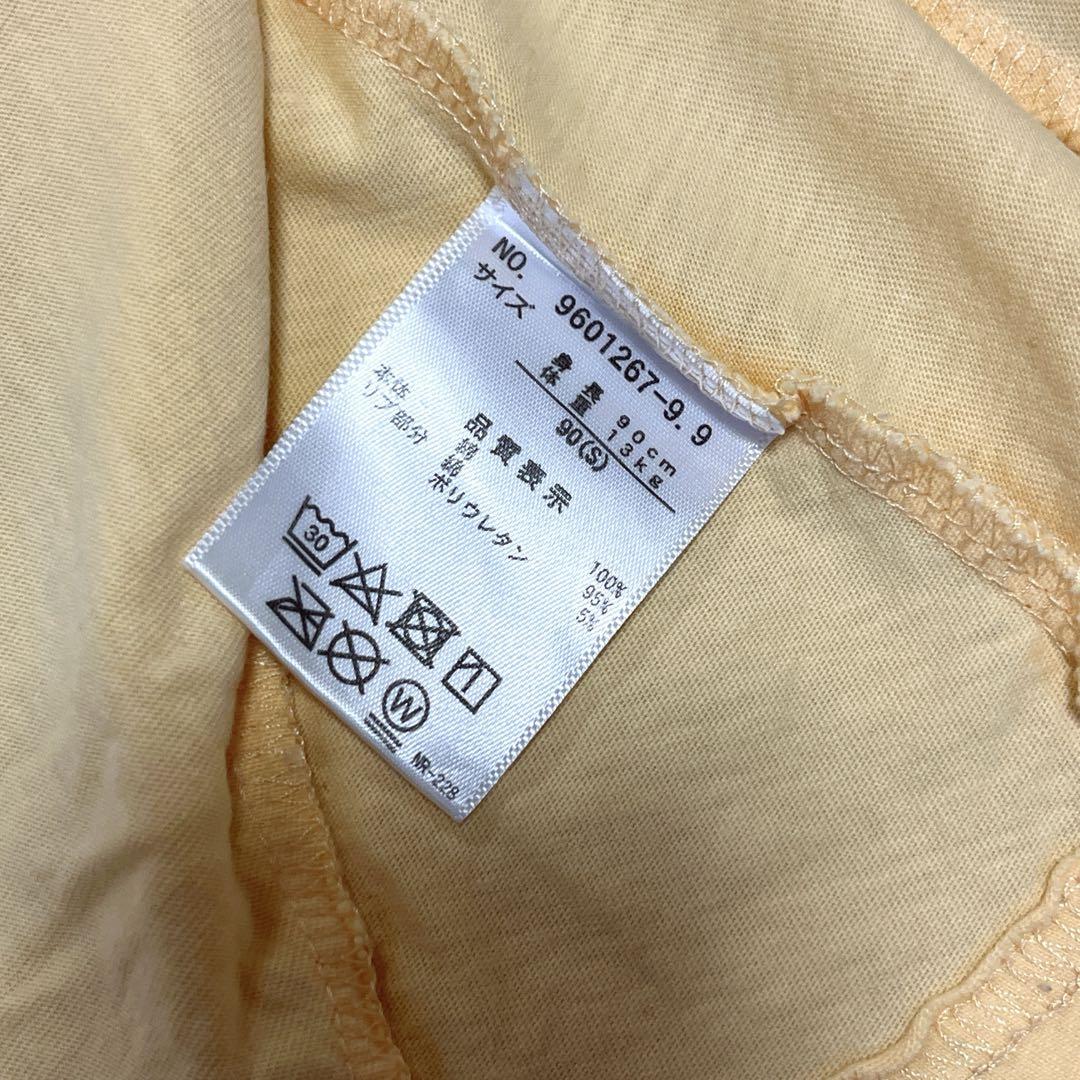 NO. 9601267-9.9
サイズ
身長 90cm
体重 13kg
90(S)
品質表示
本体 綿 100%
リブ部分 綿 95%
ポリウレタン 5%
30
W
NR-228